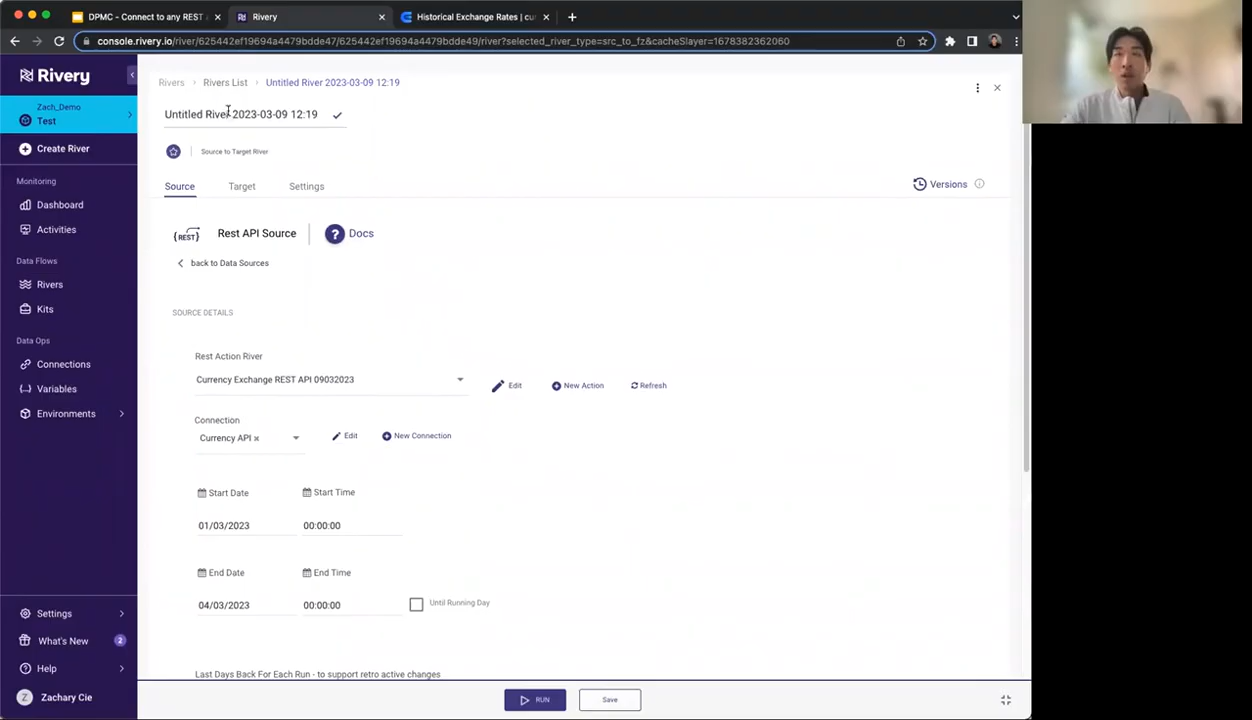 DPMC - Connect to any REST
Rivery
Historical Exchange Rates | cu
console.rivery.io/river/625442ef19694a4479bdde47/625442ef19694a4479bdde49/river?selected_river_type=src_to_fz&cacheSlayer=1678382362060
Rivery
Zach_Demo
Test
Create River
Monitoring
Dashboard
Activities
Data Flows
Rivers
Kits
Data Ops
Connections
Variables
Environments
Settings
What's New
2
Help
Z
Zachary Cie
Rivers > Rivers List > Untitled River 2023-03-09 12:19
Untitled River 2023-03-09 12:19
Source to Target River
Source
Target
Settings
Versions
{REST}
Rest API Source
? Docs
back to Data Sources
SOURCE DETAILS
Rest Action River
Currency Exchange REST API 09032023
Edit
New Action
Refresh
Connection
Currency API ×
Edit
New Connection
Start Date
Start Time
01/03/2023
00:00:00
End Date
End Time
04/03/2023
00:00:00
Until Running Day
Last Days Back For Each Run - to support retro active changes
RUN
Save